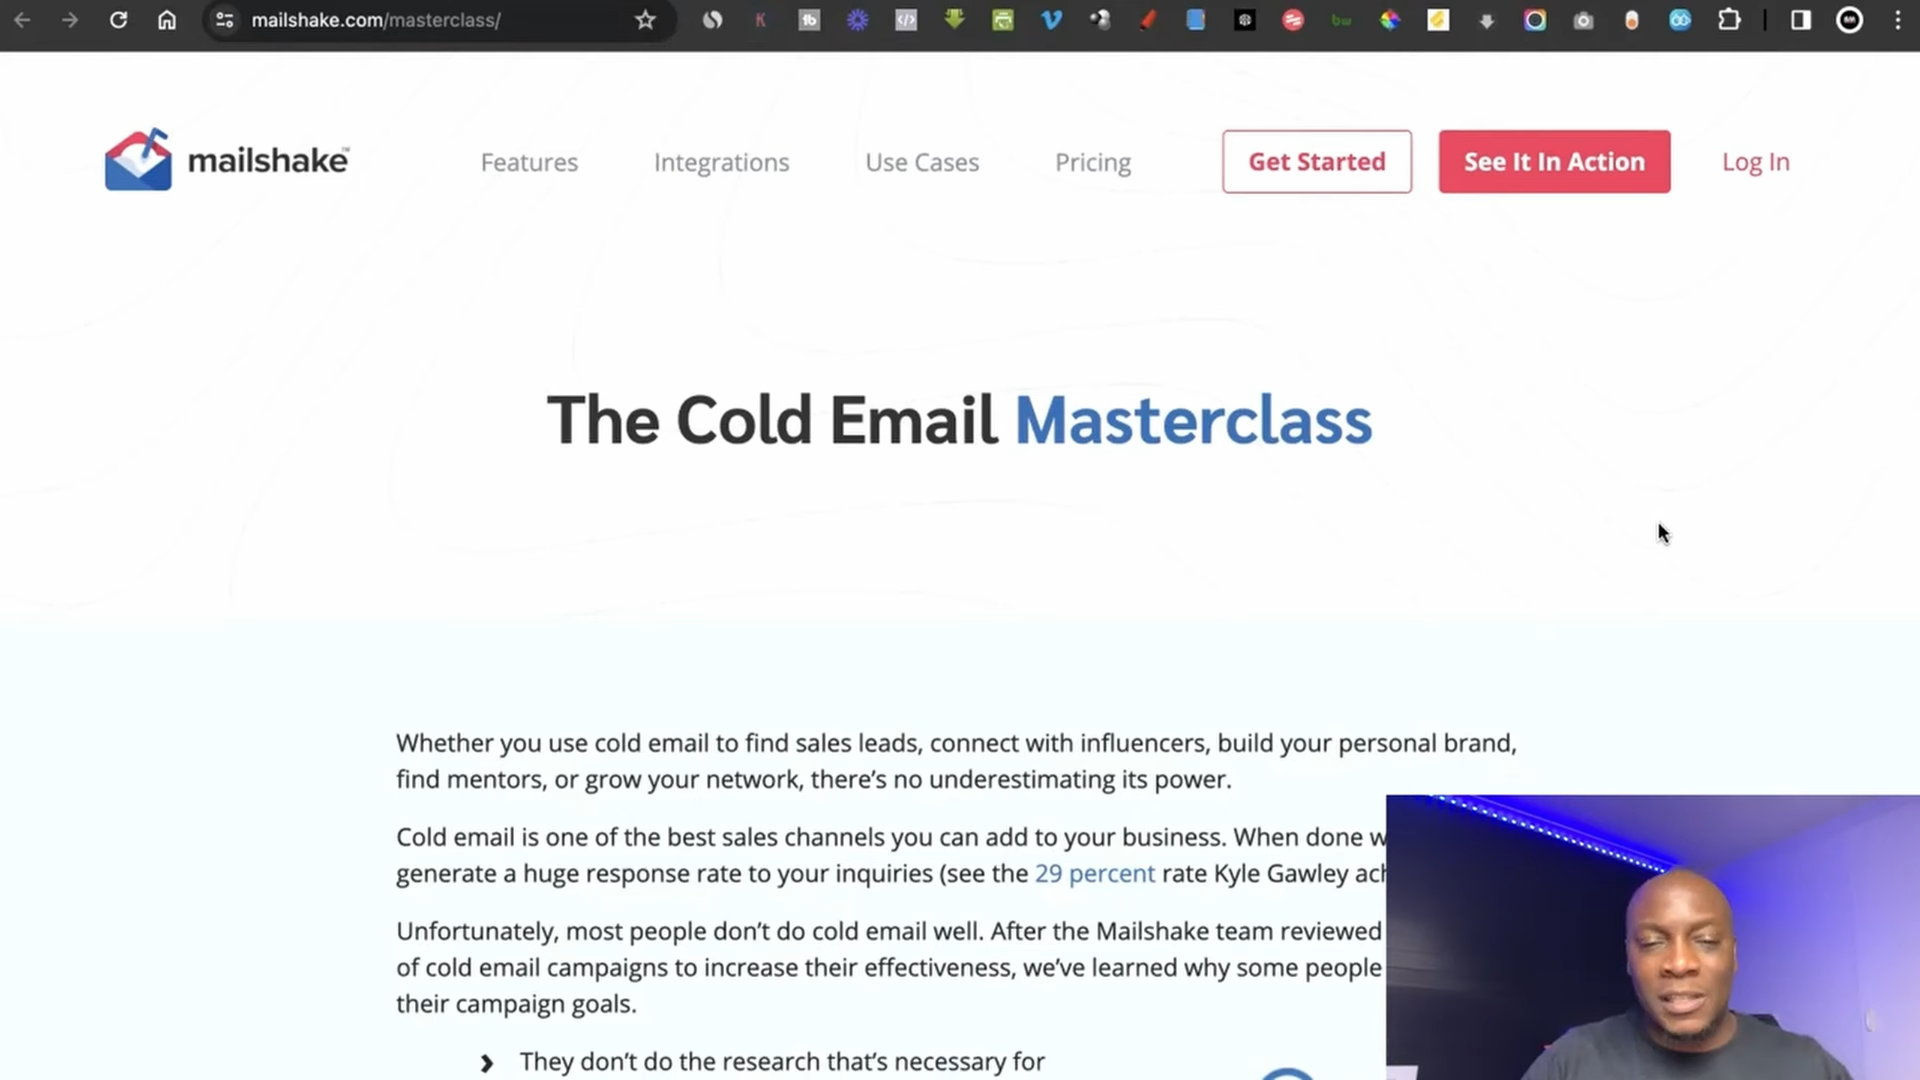 mailshake.com/masterclass/
mailshake™
Features
Integrations
Use Cases
Pricing
Get Started
See It In Action
Log In
The Cold Email Masterclass
Whether you use cold email to find sales leads, connect with influencers, build your personal brand,
find mentors, or grow your network, there’s no underestimating its power.
Cold email is one of the best sales channels you can add to your business. When done
generate a huge response rate to your inquiries (see the 29 percent rate Kyle Gawley
Unfortunately, most people don’t do cold email well. After the Mailshake team reviewed
of cold email campaigns to increase their effectiveness, we’ve learned why some people
their campaign goals.
They don’t do the research that’s necessary for